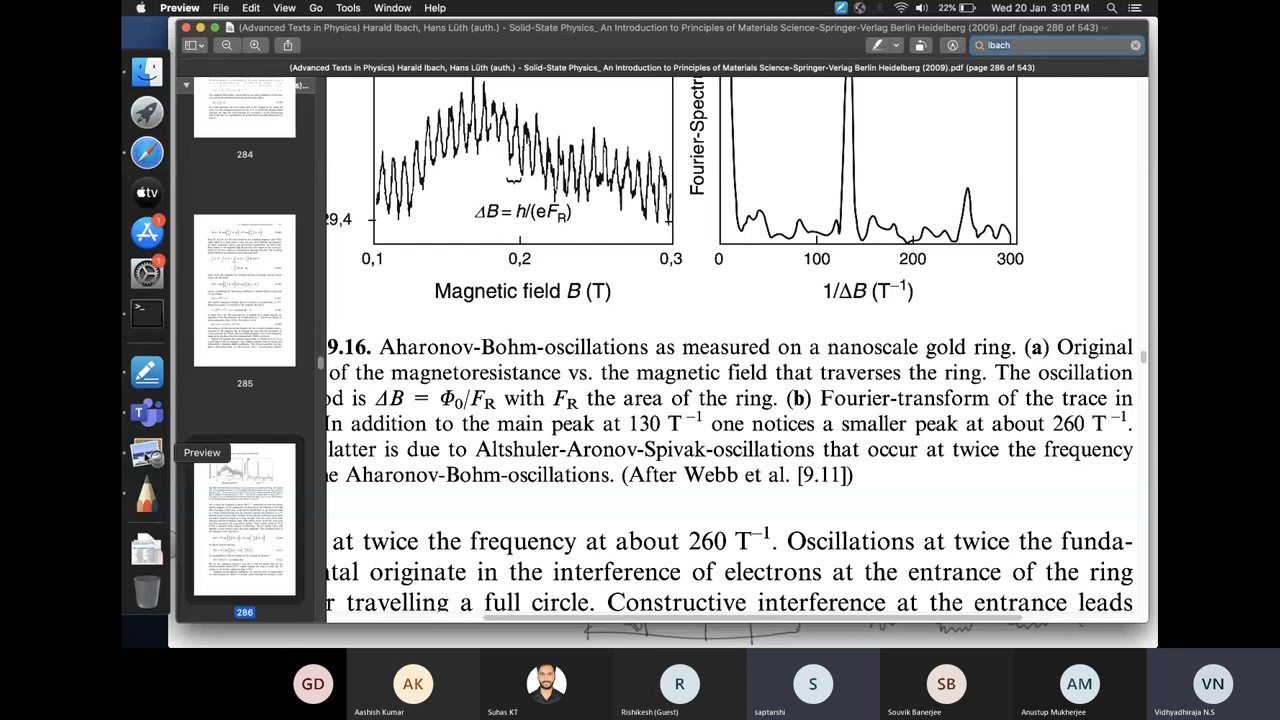 Preview File Edit View Go Tools Window Help
22% Wed 20 Jan 3:01 PM
(Advanced Texts in Physics) Harald Ibach, Hans Lüth (auth.) - Solid-State Physics_ An Introduction to Principles of Materials Science-Springer-Verlag Berlin Heidelberg (2009).pdf (page 286 of 543)
ibach
(Advanced Texts in Physics) Harald Ibach, Hans Lüth (auth.) - Solid-State Physics_ An Introduction to Principles of Materials Science-Springer-Verlag Berlin Heidelberg (2009).pdf (page 286 of 543)
284
285
286
Preview
tv
1
1
29,4
ΔB = h/(eF_R)
0,1 0,2 0,3
Magnetic field B (T)
Fourier-Spectr
0 100 200 300
1/ΔB (T⁻¹)
9.16. Aharonov-Bohm-oscillations as measured on a nanoscale gold ring. (a) Original
of the magnetoresistance vs. the magnetic field that traverses the ring. The oscillation
od is ΔB = Φ₀/F_R with F_R the area of the ring. (b) Fourier-transform of the trace in
In addition to the main peak at 130 T⁻¹ one notices a smaller peak at about 260 T⁻¹.
latter is due to Altshuler-Aronov-Spivak-oscillations that occur at twice the frequency
e Aharonov-Bohm-oscillations. (After Webb et al. [9.11])
at twice the frequency at about 260 T⁻¹. Oscillations at twice the funda-
tal originate in the interference of electrons at the entrance of the ring
r travelling a full circle. Constructive interference at the entrance leads
GD AK R S SB AM VN
Aashish Kumar Suhas KT Rishikesh (Guest) saptarshi Souvik Banerjee Anustup Mukherjee Vidhyadhiraja N.S